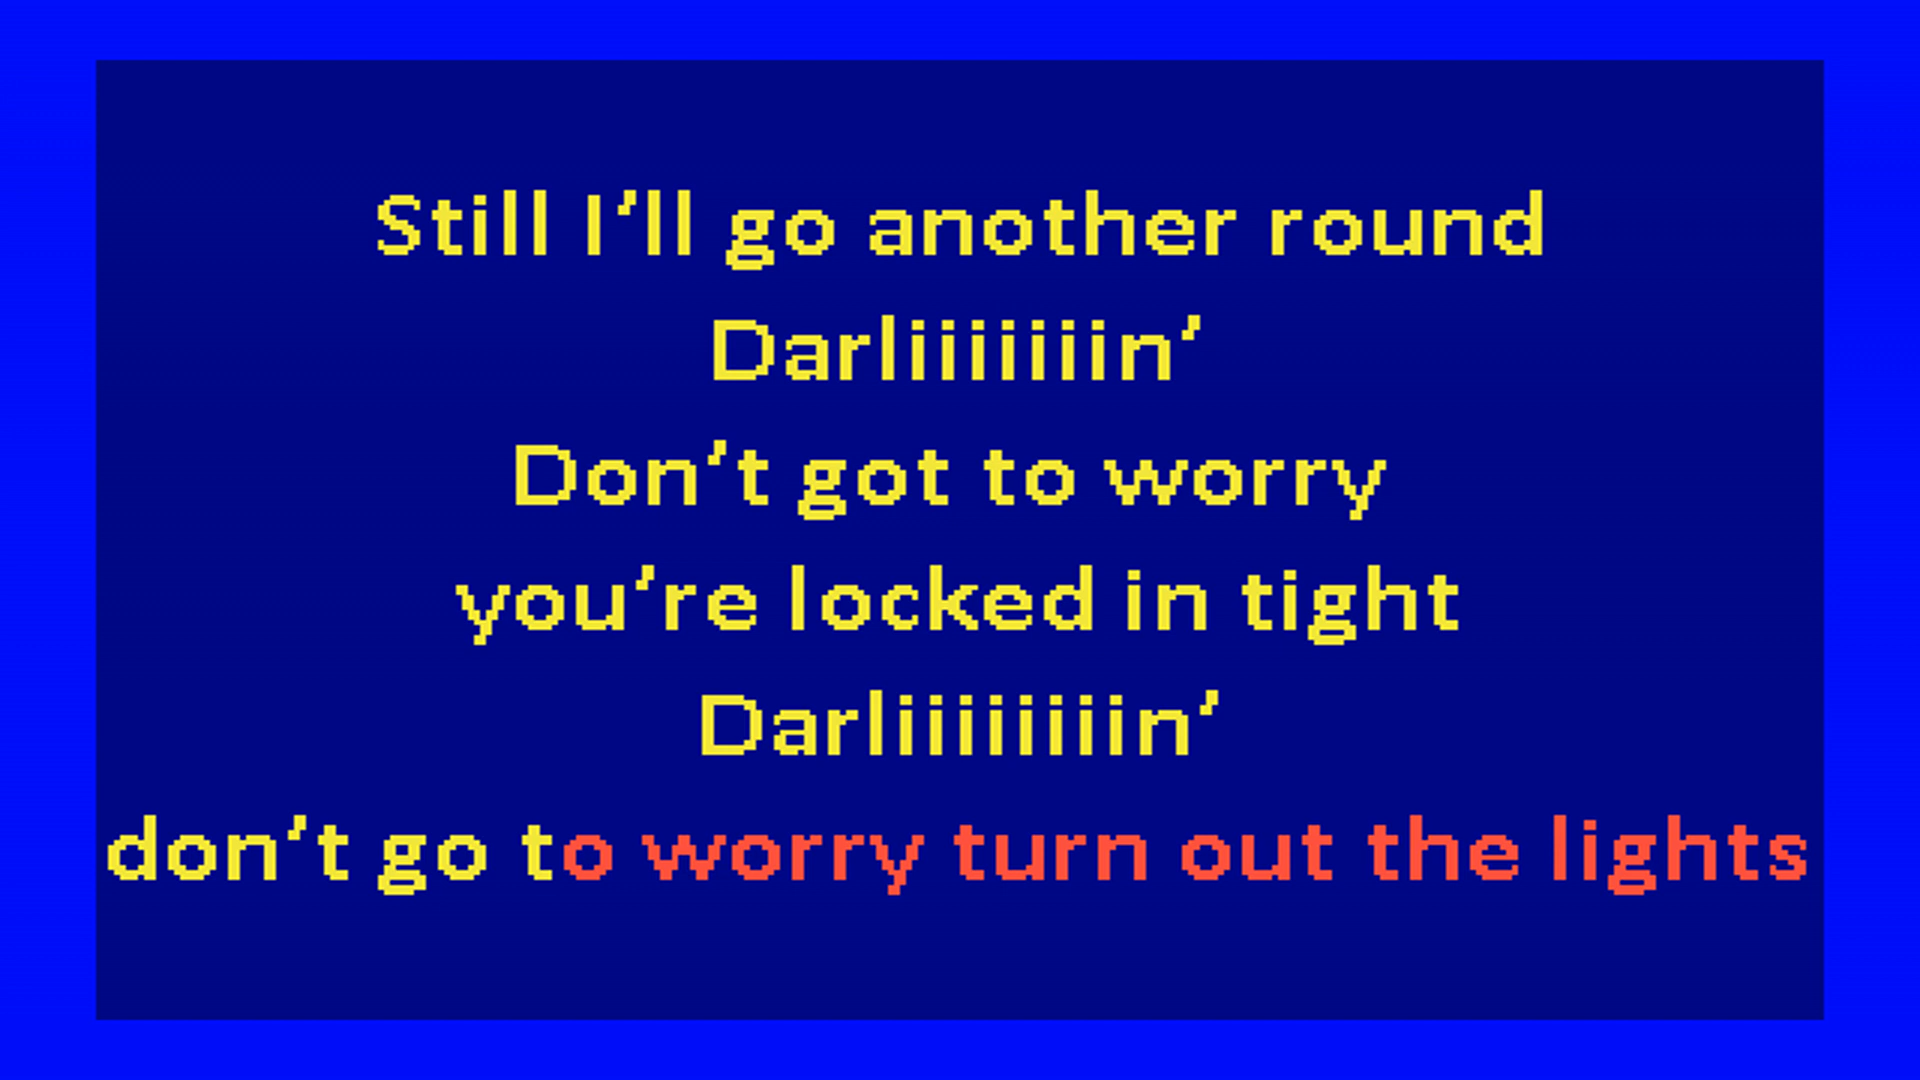 Still I’ll go another round
Darliiiiiiin’
Don’t got to worry
you’re locked in tight
Darliiiiiiiin’
don’t go to worry turn out the lights